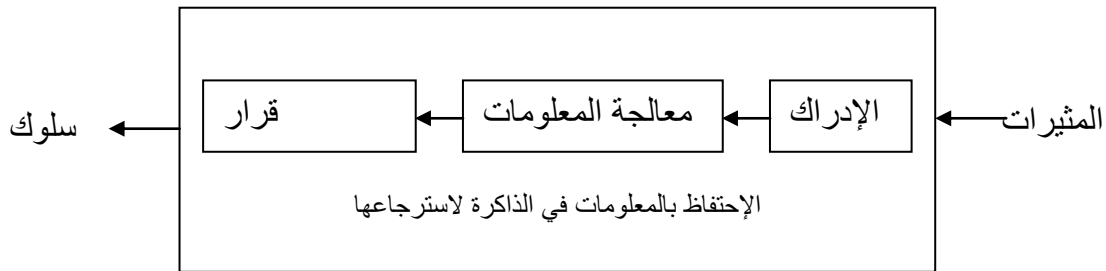 المثيرات
الإدراك
معالجة المعلومات
قرار
سلوك
الإحتفاظ بالمعلومات في الذاكرة لاسترجاعها